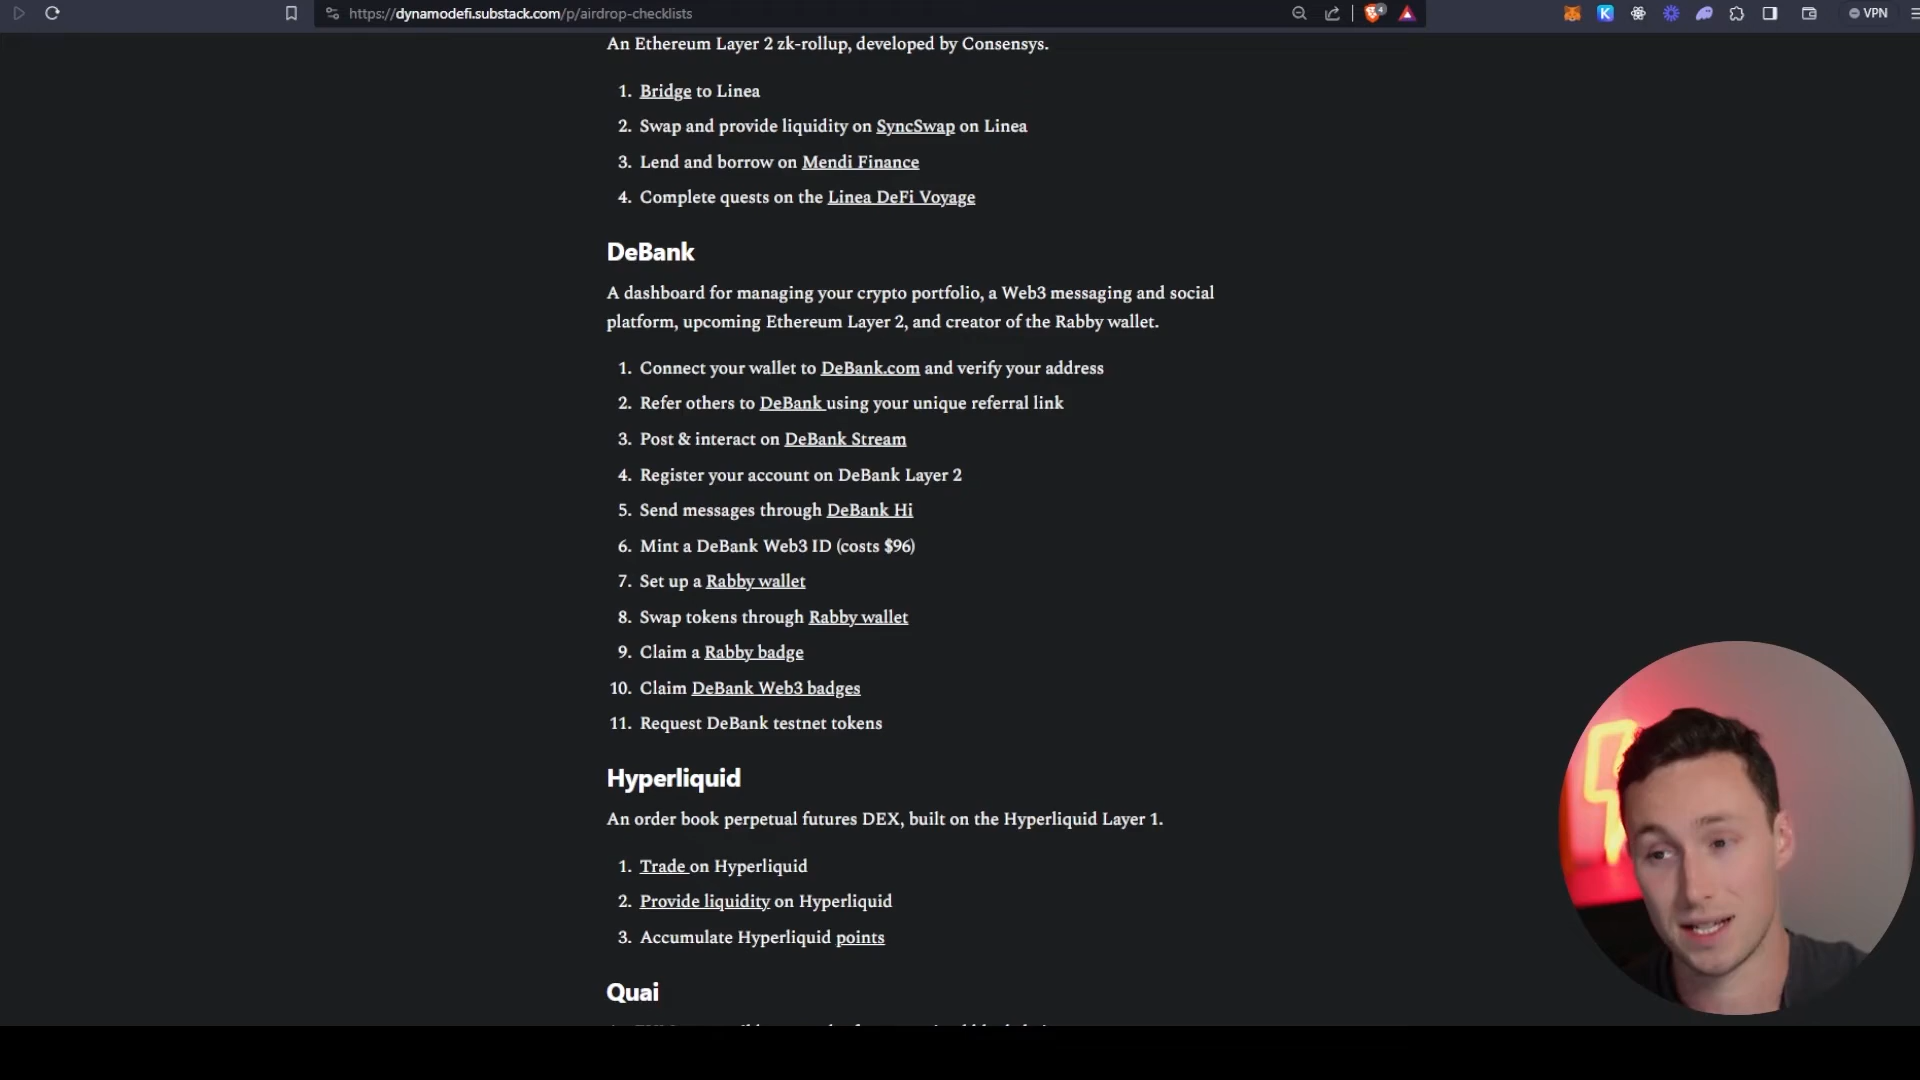 https://dynamodefi.substack.com/p/airdrop-checklists
4
VPN
An Ethereum Layer 2 zk-rollup, developed by Consensys.
1. Bridge to Linea
2. Swap and provide liquidity on SyncSwap on Linea
3. Lend and borrow on Mendi Finance
4. Complete quests on the Linea DeFi Voyage
DeBank
A dashboard for managing your crypto portfolio, a Web3 messaging and social
platform, upcoming Ethereum Layer 2, and creator of the Rabby wallet.
1. Connect your wallet to DeBank.com and verify your address
2. Refer others to DeBank using your unique referral link
3. Post & interact on DeBank Stream
4. Register your account on DeBank Layer 2
5. Send messages through DeBank Hi
6. Mint a DeBank Web3 ID (costs $96)
7. Set up a Rabby wallet
8. Swap tokens through Rabby wallet
9. Claim a Rabby badge
10. Claim DeBank Web3 badges
11. Request DeBank testnet tokens
Hyperliquid
An order book perpetual futures DEX, built on the Hyperliquid Layer 1.
1. Trade on Hyperliquid
2. Provide liquidity on Hyperliquid
3. Accumulate Hyperliquid points
Quai